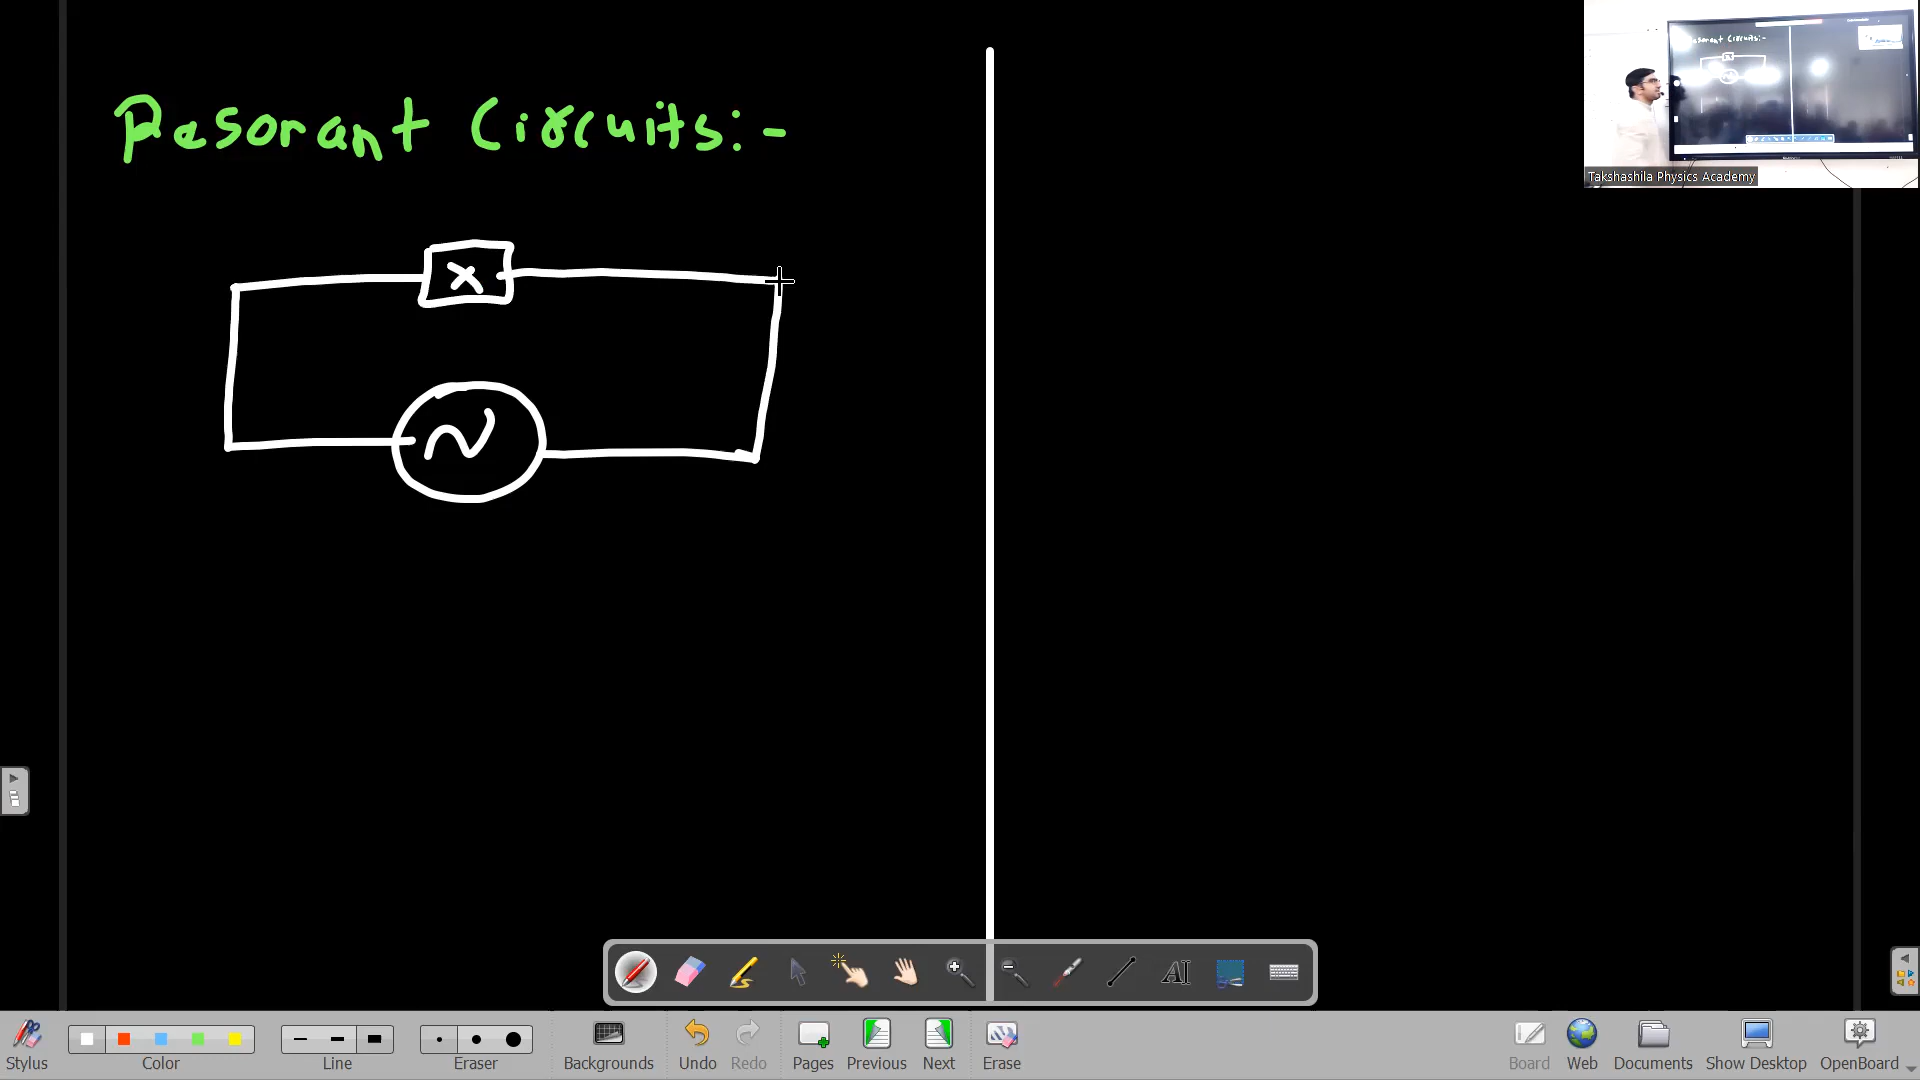 Resonant Circuits:-
x
Takshashila Physics Academy
Stylus
Color
Line
Eraser
Backgrounds
Undo
Redo
Pages
Previous
Next
Erase
Board
Web
Documents
Show Desktop
OpenBoard